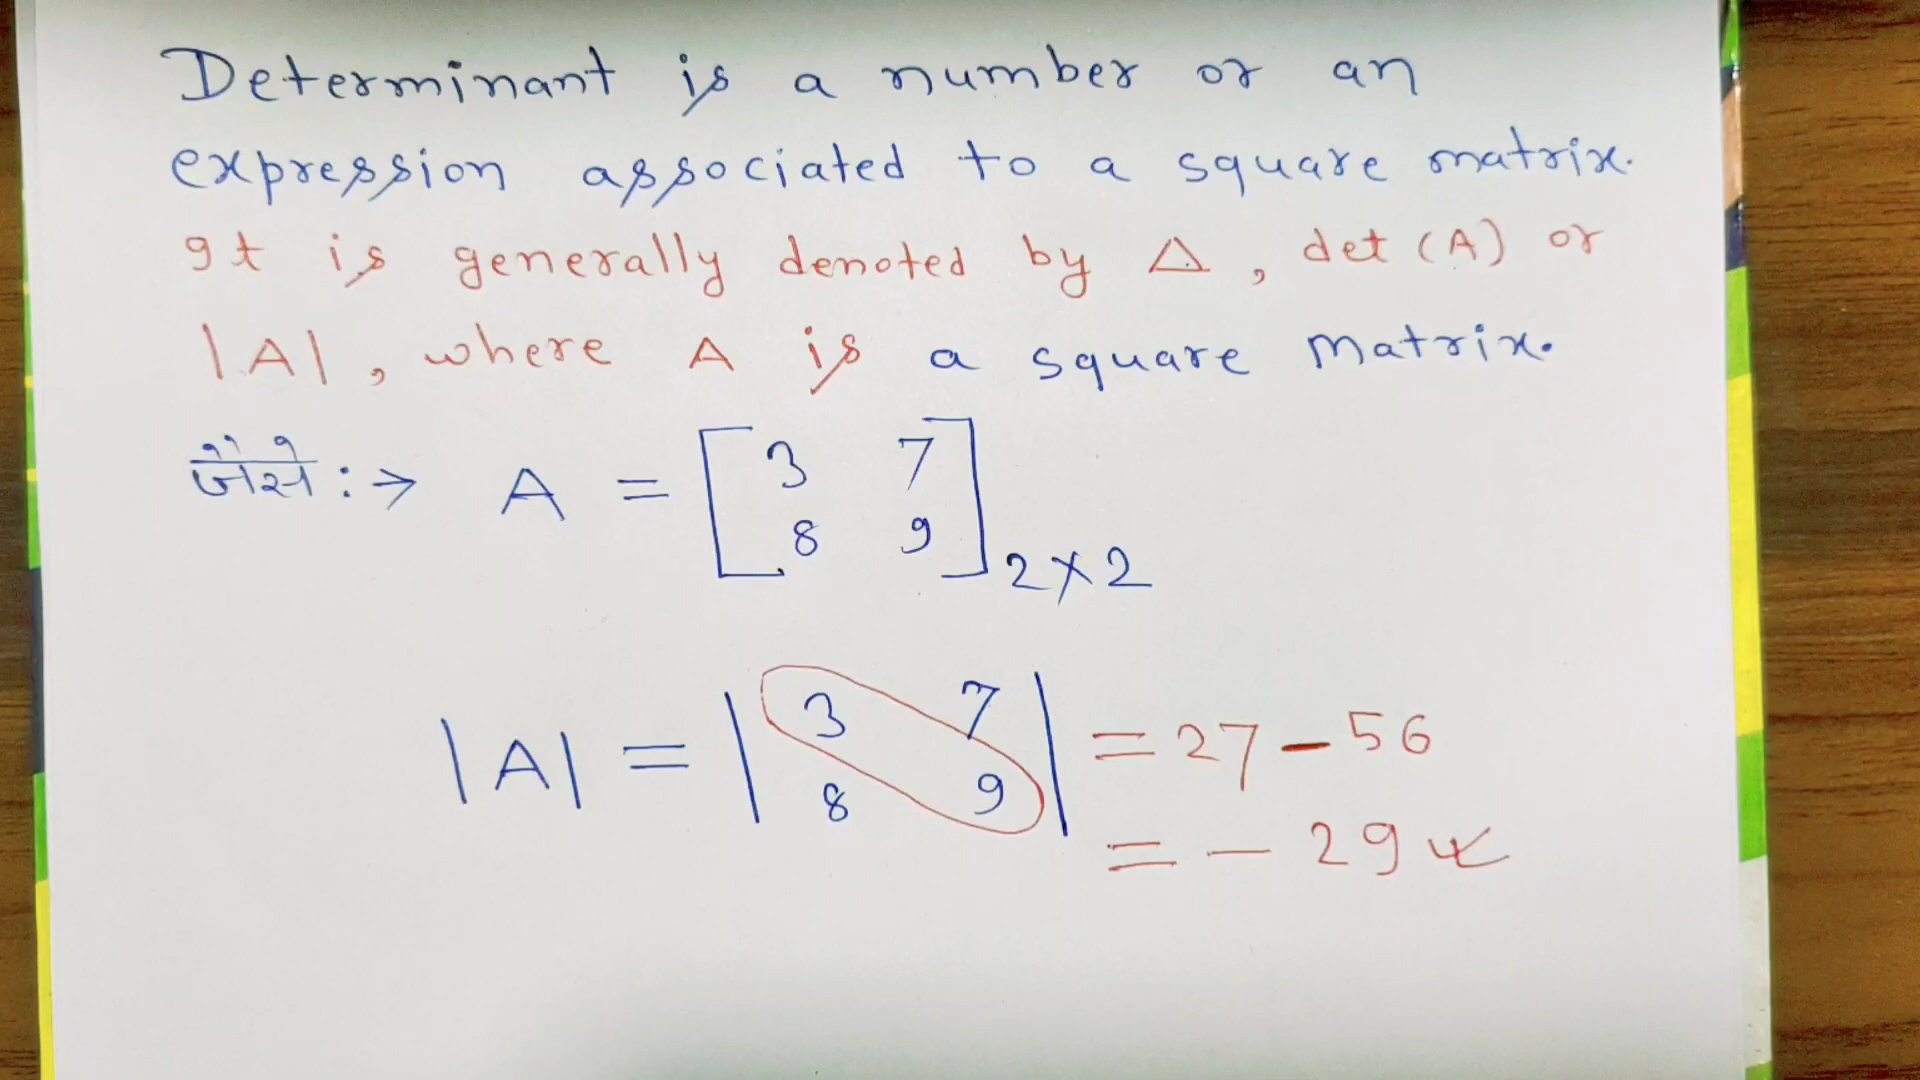 Determinant is a number or an
expression associated to a square matrix.
It is generally denoted by △, det (A) or
|A|, where A is a square matrix.
जैसे :→ A = [3 7
8 9] 2×2
|A| = |3 7
8 9| = 27 - 56
= - 29